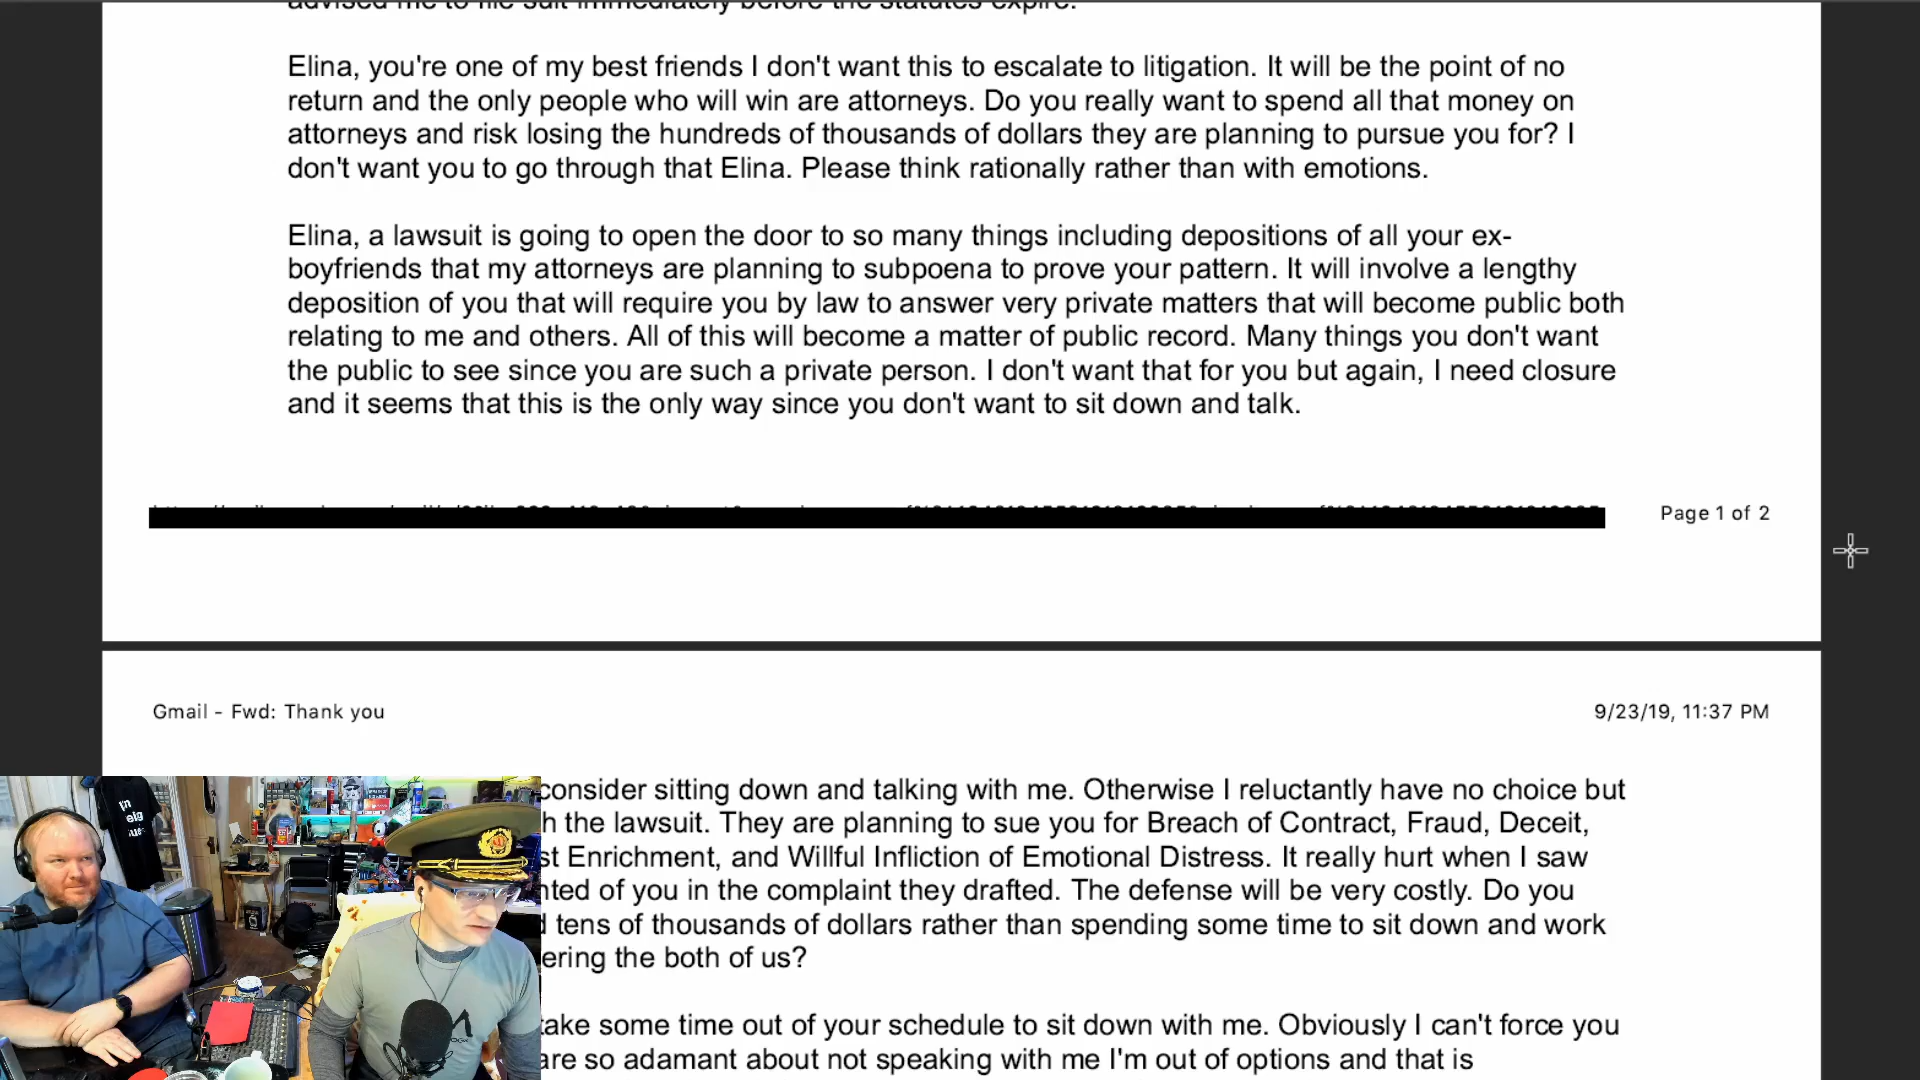 advised me to file suit immediately before the statutes expire.
Elina, you're one of my best friends I don't want this to escalate to litigation. It will be the point of no
return and the only people who will win are attorneys. Do you really want to spend all that money on
attorneys and risk losing the hundreds of thousands of dollars they are planning to pursue you for? I
don't want you to go through that Elina. Please think rationally rather than with emotions.
Elina, a lawsuit is going to open the door to so many things including depositions of all your ex-
boyfriends that my attorneys are planning to subpoena to prove your pattern. It will involve a lengthy
deposition of you that will require you by law to answer very private matters that will become public both
relating to me and others. All of this will become a matter of public record. Many things you don't want
the public to see since you are such a private person. I don't want that for you but again, I need closure
and it seems that this is the only way since you don't want to sit down and talk.
Page 1 of 2
Gmail - Fwd: Thank you
9/23/19, 11:37 PM
consider sitting down and talking with me. Otherwise I reluctantly have no choice but
h the lawsuit. They are planning to sue you for Breach of Contract, Fraud, Deceit,
st Enrichment, and Willful Infliction of Emotional Distress. It really hurt when I saw
nted of you in the complaint they drafted. The defense will be very costly. Do you
d tens of thousands of dollars rather than spending some time to sit down and work
ering the both of us?
take some time out of your schedule to sit down with me. Obviously I can't force you
are so adamant about not speaking with me I'm out of options and that is